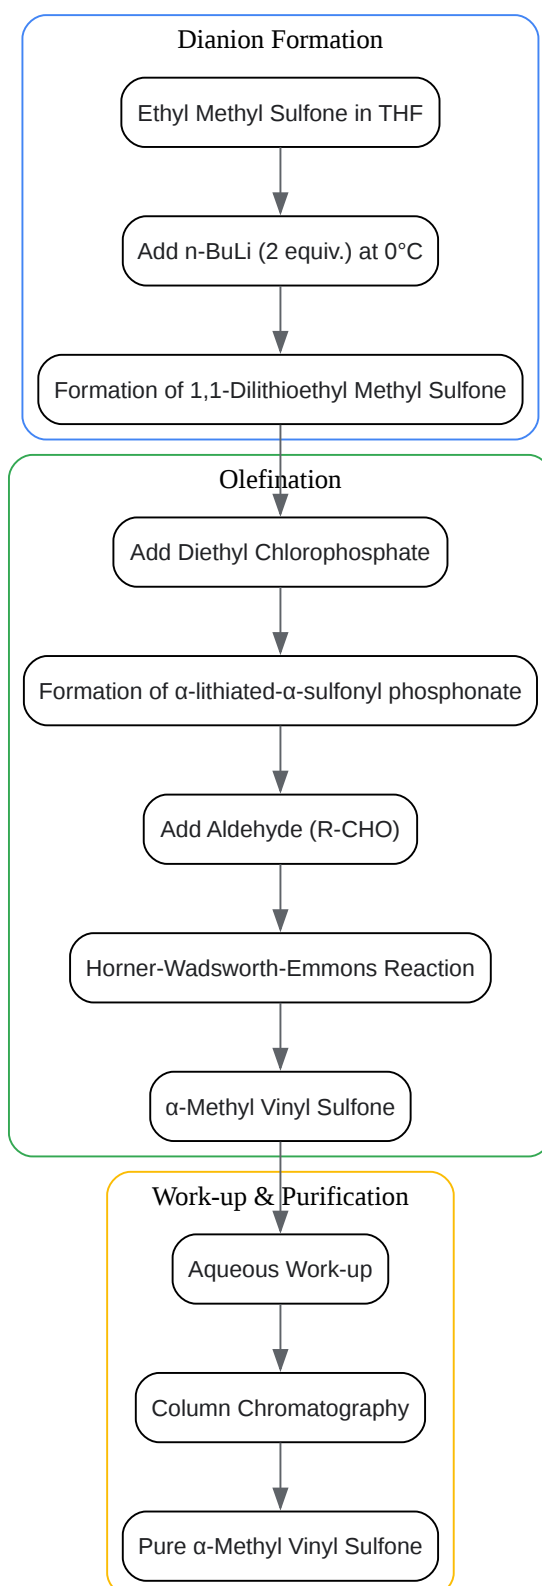 Dianion Formation
Ethyl Methyl Sulfone in THF
Add n-BuLi (2 equiv.) at 0°C
Formation of 1,1-Dilithioethyl Methyl Sulfone
Olefination
Add Diethyl Chlorophosphate
Formation of α-lithiated-α-sulfonyl phosphonate
Add Aldehyde (R-CHO)
Horner-Wadsworth-Emmons Reaction
α-Methyl Vinyl Sulfone
Work-up & Purification
Aqueous Work-up
Column Chromatography
Pure α-Methyl Vinyl Sulfone